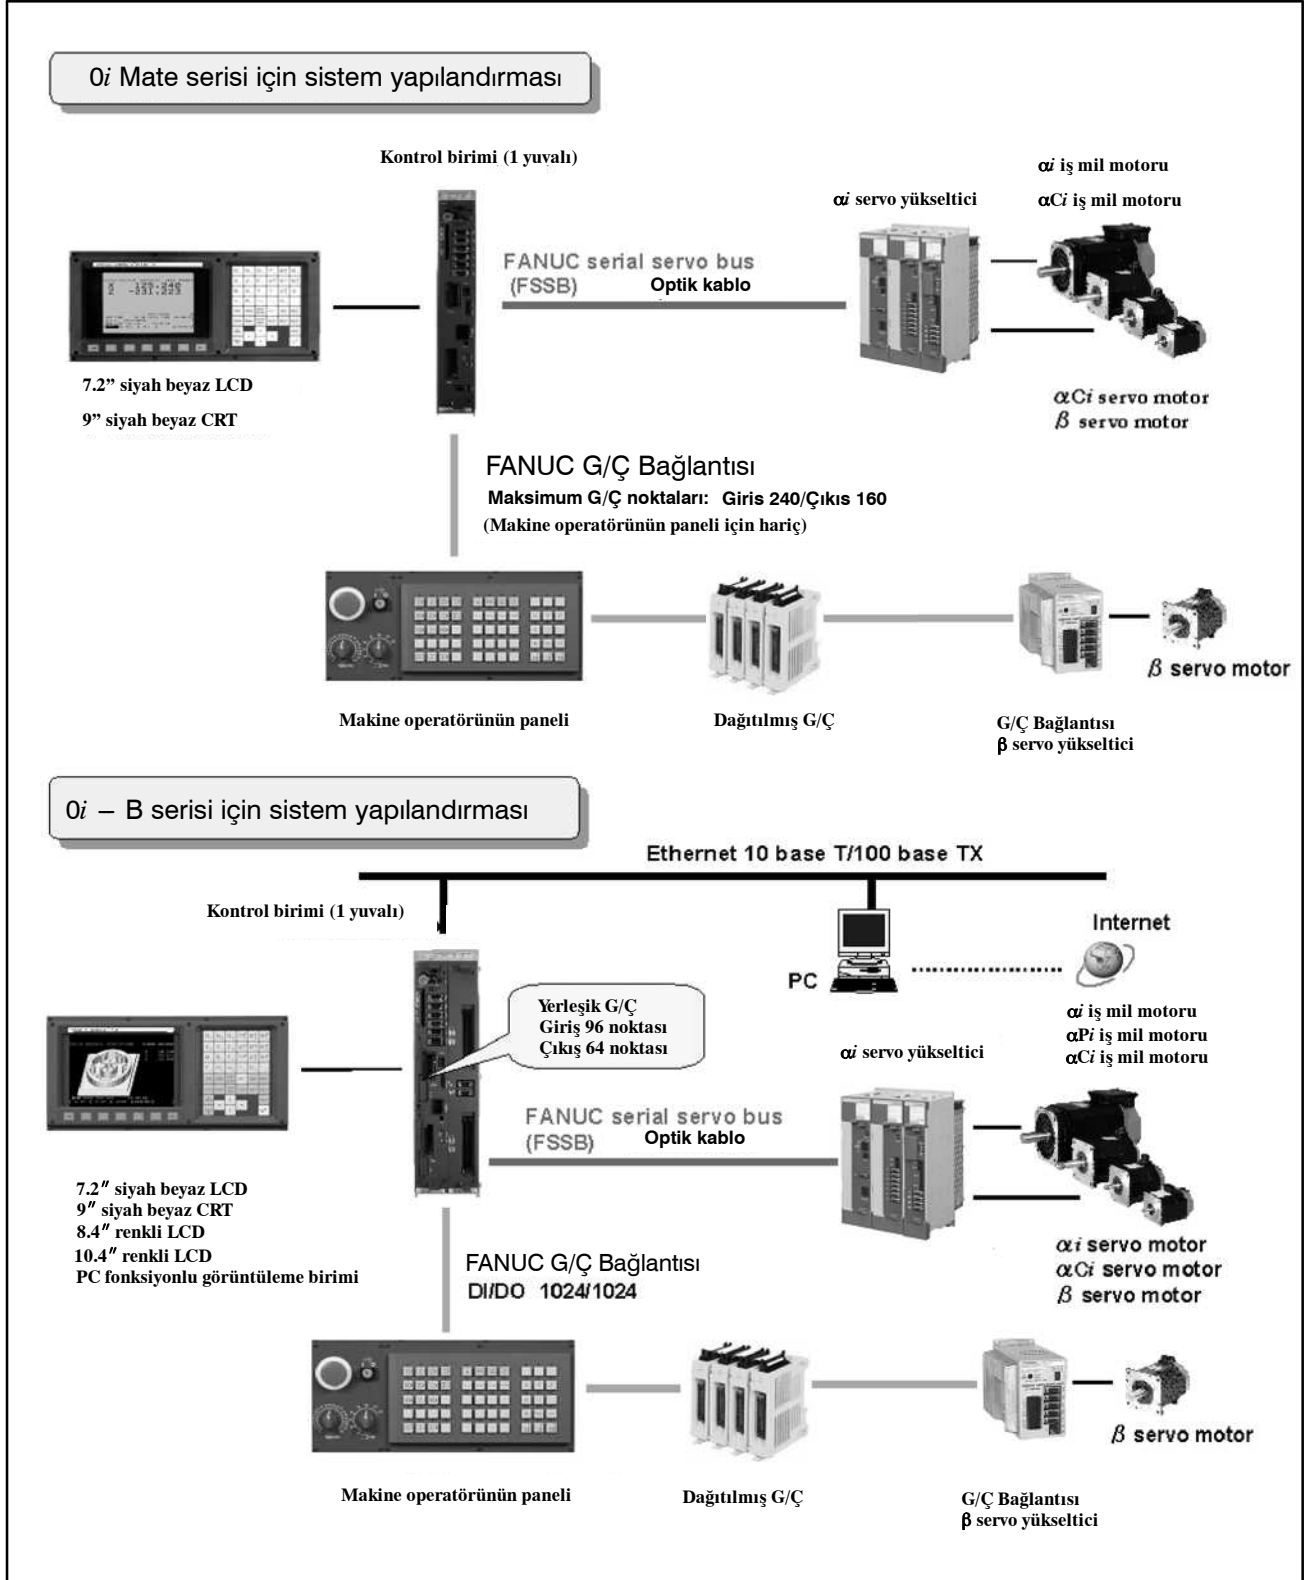 0i Mate serisi için sistem yapılandırması
Kontrol birimi (1 yuvalı)
αi iş mil motoru
αi servo yükseltici
αCi iş mil motoru
FANUC serial servo bus
(FSSB) Optik kablo
7.2” siyah beyaz LCD
9” siyah beyaz CRT
αCi servo motor
β servo motor
FANUC G/Ç Bağlantısı
Maksimum G/Ç noktaları: Giris 240/Çıkıs 160
(Makine operatörünün paneli için hariç)
β servo motor
Makine operatörünün paneli
Dağıtılmış G/Ç
G/Ç Bağlantısı
β servo yükseltici
0i – B serisi için sistem yapılandırması
Ethernet 10 base T/100 base TX
Kontrol birimi (1 yuvalı)
Internet
PC
Yerleşik G/Ç
Giriş 96 noktası
Çıkış 64 noktası
αi iş mil motoru
αPi iş mil motoru
αCi iş mil motoru
αi servo yükseltici
FANUC serial servo bus
(FSSB) Optik kablo
7.2″ siyah beyaz LCD
9″ siyah beyaz CRT
8.4″ renkli LCD
10.4″ renkli LCD
PC fonksiyonlu görüntüleme birimi
αi servo motor
αCi servo motor
β servo motor
FANUC G/Ç Bağlantısı
DI/DO 1024/1024
β servo motor
Makine operatörünün paneli
Dağıtılmış G/Ç
G/Ç Bağlantısı
β servo yükseltici